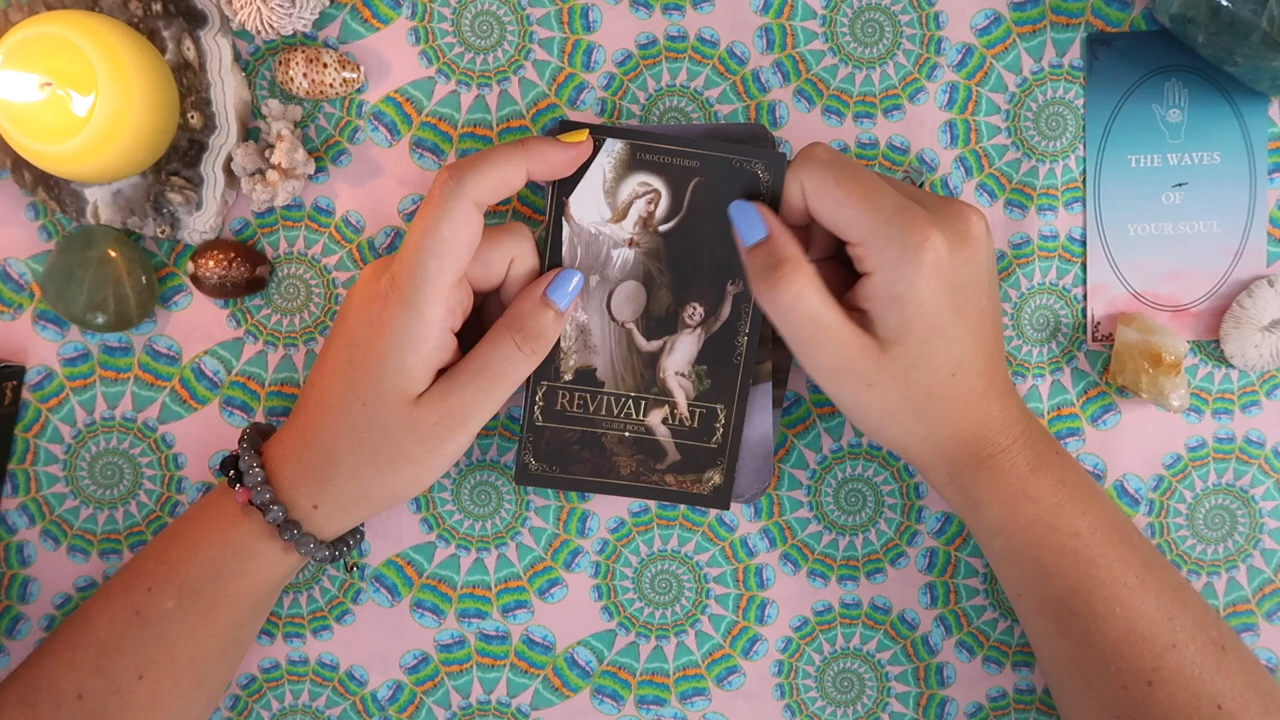 TAROCCO STUDIO
REVIVAL ART
GUIDE BOOK
THE WAVES
OF
YOUR SOUL